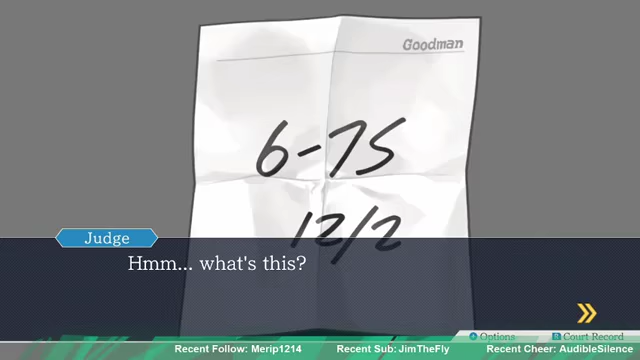 Goodman
6-7S
12/2
Judge
Hmm... what's this?
Options
Court Record
Recent Follow: Merip1214
Recent Sub: JimTheFly
Recent Cheer: AudibleSilence